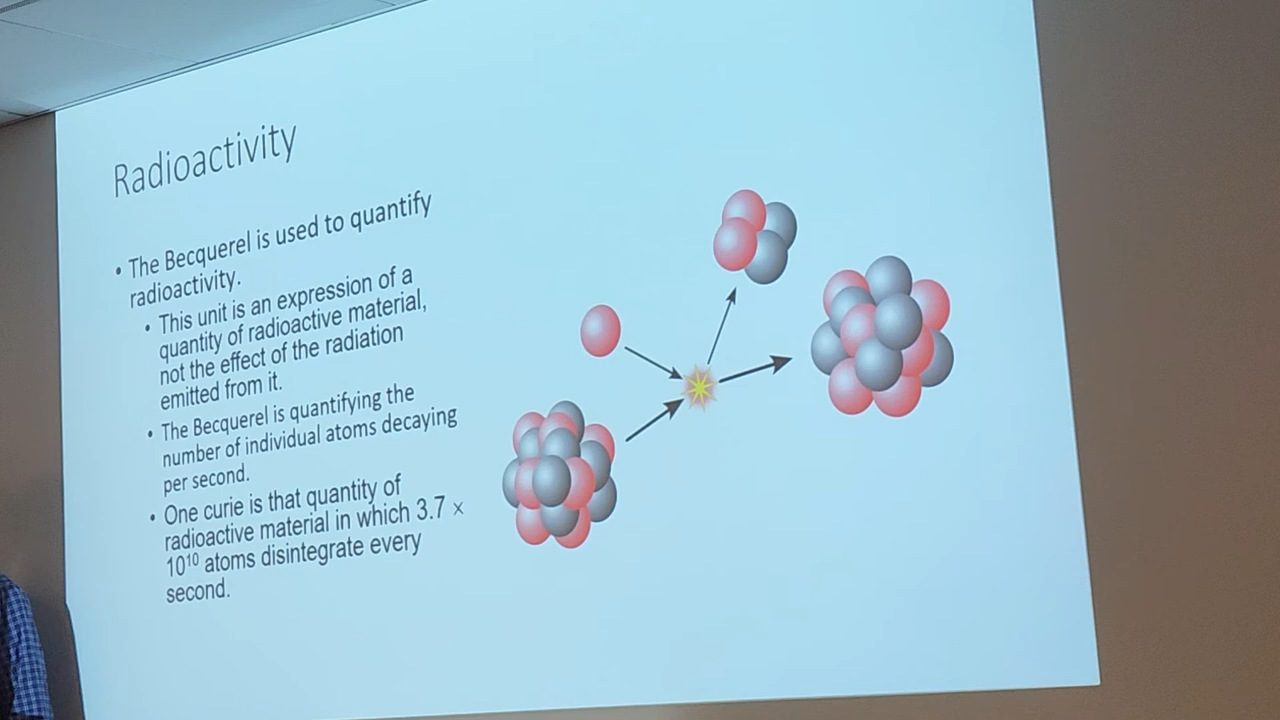 Radioactivity
• The Becquerel is used to quantify
radioactivity.
• This unit is an expression of a
quantity of radioactive material,
not the effect of the radiation
emitted from it.
• The Becquerel is quantifying the
number of individual atoms decaying
per second.
• One curie is that quantity of
radioactive material in which 3.7 ×
10¹⁰ atoms disintegrate every
second.